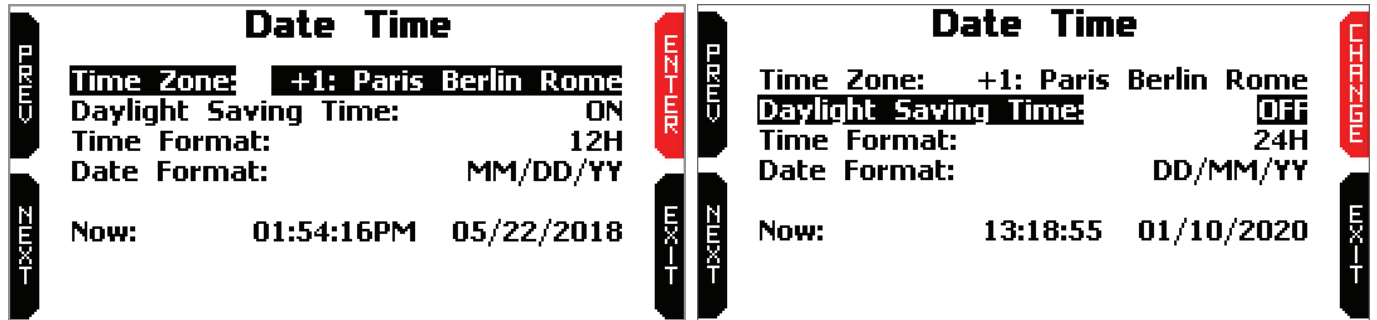 Date Time
PREV
ENTER
Time Zone: +1: Paris Berlin Rome
Daylight Saving Time: ON
Time Format: 12H
Date Format: MM/DD/YY
NEXT
EXIT
Now: 01:54:16PM 05/22/2018
Date Time
PREV
CHANGE
Time Zone: +1: Paris Berlin Rome
Daylight Saving Time: OFF
Time Format: 24H
Date Format: DD/MM/YY
NEXT
EXIT
Now: 13:18:55 01/10/2020